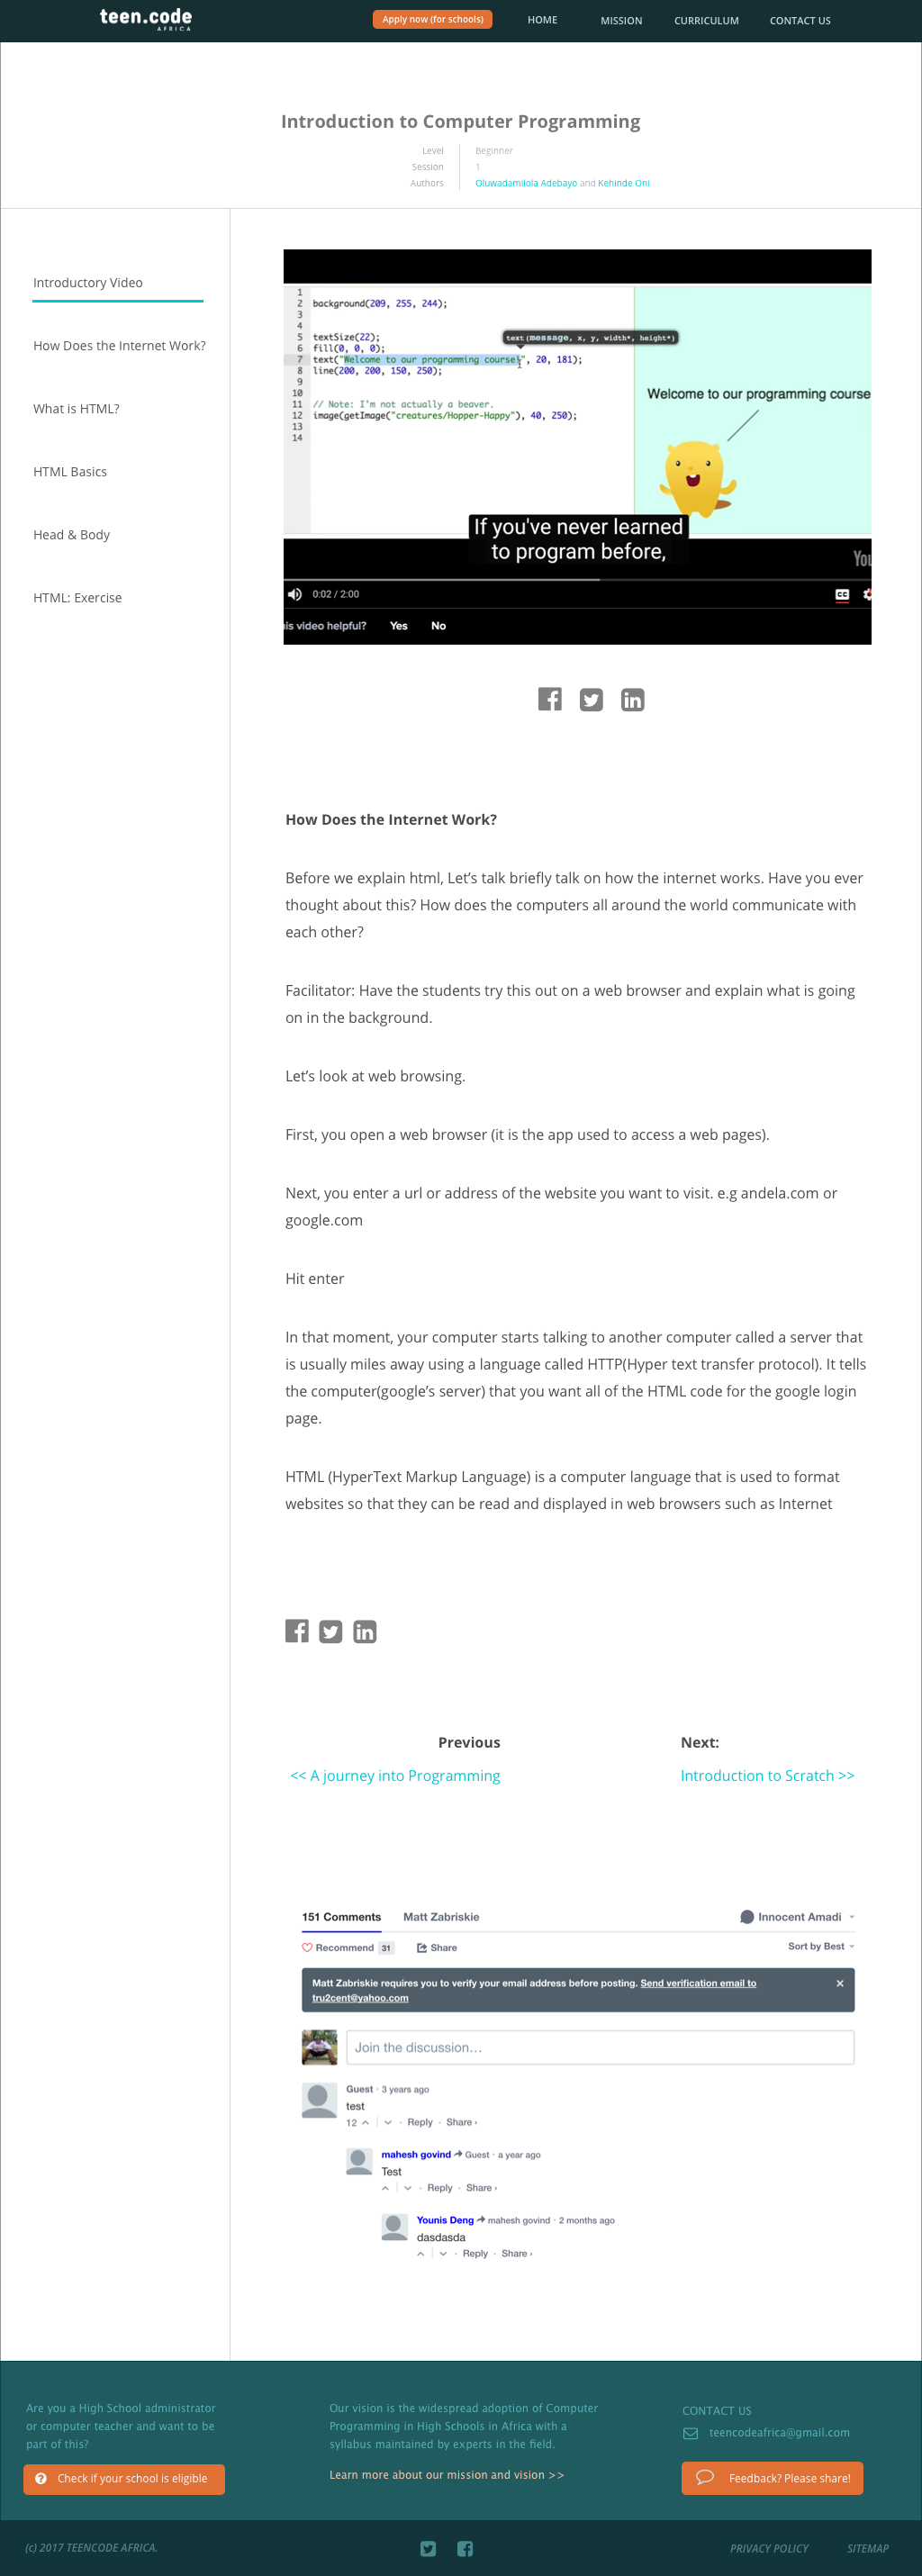 teen.code
AFRICA
Apply now (for schools)
HOME
MISSION
CURRICULUM
CONTACT US
Introduction to Computer Programming
Level Beginner
Session 1
Authors Oluwadamilola Adebayo and Kehinde Oni
Introductory Video
How Does the Internet Work?
What is HTML?
HTML Basics
Head & Body
HTML: Exercise
1
2 background(209, 255, 244);
3
4
5 textSize(22);
6 fill(0, 0, 0);
7 text("Welcome to our programming course!", 20, 181);
8 line(200, 200, 150, 250);
9
10
11 // Note: I'm not actually a beaver.
12 image(getImage("creatures/Hopper-Happy"), 40, 250);
13
14
text(message, x, y, width*, height*)
Welcome to our programming course
If you've never learned
to program before,
You
0:02 / 2:00
CC
is video helpful? Yes No
How Does the Internet Work?
Before we explain html, Let's talk briefly talk on how the internet works. Have you ever
thought about this? How does the computers all around the world communicate with
each other?
Facilitator: Have the students try this out on a web browser and explain what is going
on in the background.
Let's look at web browsing.
First, you open a web browser (it is the app used to access a web pages).
Next, you enter a url or address of the website you want to visit. e.g andela.com or
google.com
Hit enter
In that moment, your computer starts talking to another computer called a server that
is usually miles away using a language called HTTP(Hyper text transfer protocol). It tells
the computer(google's server) that you want all of the HTML code for the google login
page.
HTML (HyperText Markup Language) is a computer language that is used to format
websites so that they can be read and displayed in web browsers such as Internet
Previous
<< A journey into Programming
Next:
Introduction to Scratch >>
151 Comments Matt Zabriskie Innocent Amadi
Recommend 31 Share Sort by Best
Matt Zabriskie requires you to verify your email address before posting. Send verification email to
tru2cent@yahoo.com ×
Join the discussion...
Guest · 3 years ago
test
12 Reply · Share ›
mahesh govind Guest · a year ago
Test
Reply · Share ›
Younis Deng mahesh govind · 2 months ago
dasdasda
Reply · Share ›
Are you a High School administrator
or computer teacher and want to be
part of this?
Check if your school is eligible
Our vision is the widespread adoption of Computer
Programming in High Schools in Africa with a
syllabus maintained by experts in the field.
Learn more about our mission and vision >>
CONTACT US
teencodeafrica@gmail.com
Feedback? Please share!
(c) 2017 TEENCODE AFRICA.
PRIVACY POLICY
SITEMAP